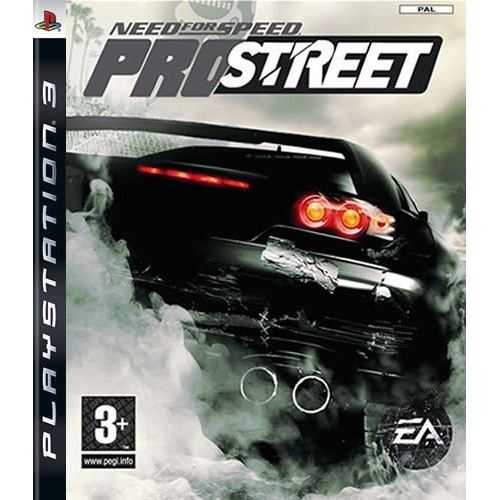 PAL
NEED FOR SPEED
PROSTREET
PLAYSTATION 3
3+
www.pegi.info
EA